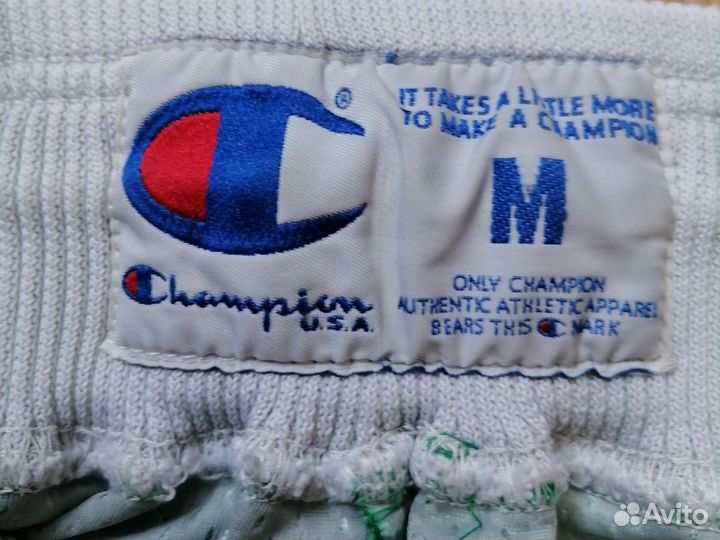 ®
Champion
U.S.A.
IT TAKES A LITTLE MORE
TO MAKE A CHAMPION
M
ONLY CHAMPION
AUTHENTIC ATHLETIC APPAREL
BEARS THIS C MARK
Avito